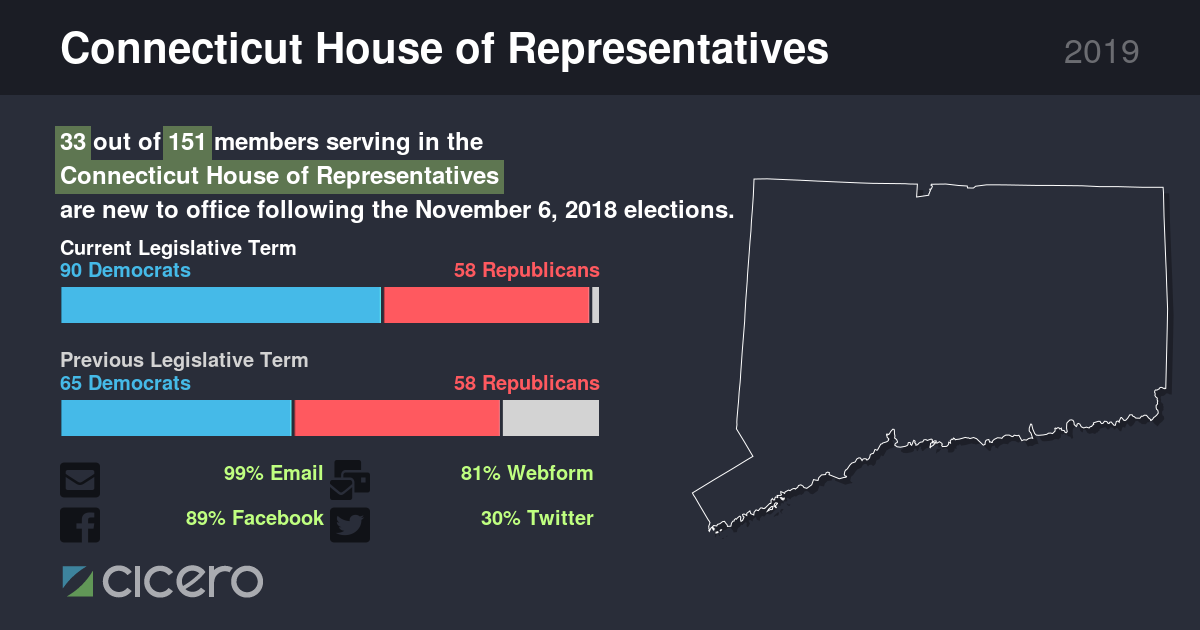 Connecticut House of Representatives
2019
33 out of 151 members serving in the
Connecticut House of Representatives
are new to office following the November 6, 2018 elections.
Current Legislative Term
90 Democrats
58 Republicans
Previous Legislative Term
65 Democrats
58 Republicans
99% Email
81% Webform
89% Facebook
30% Twitter
cicero